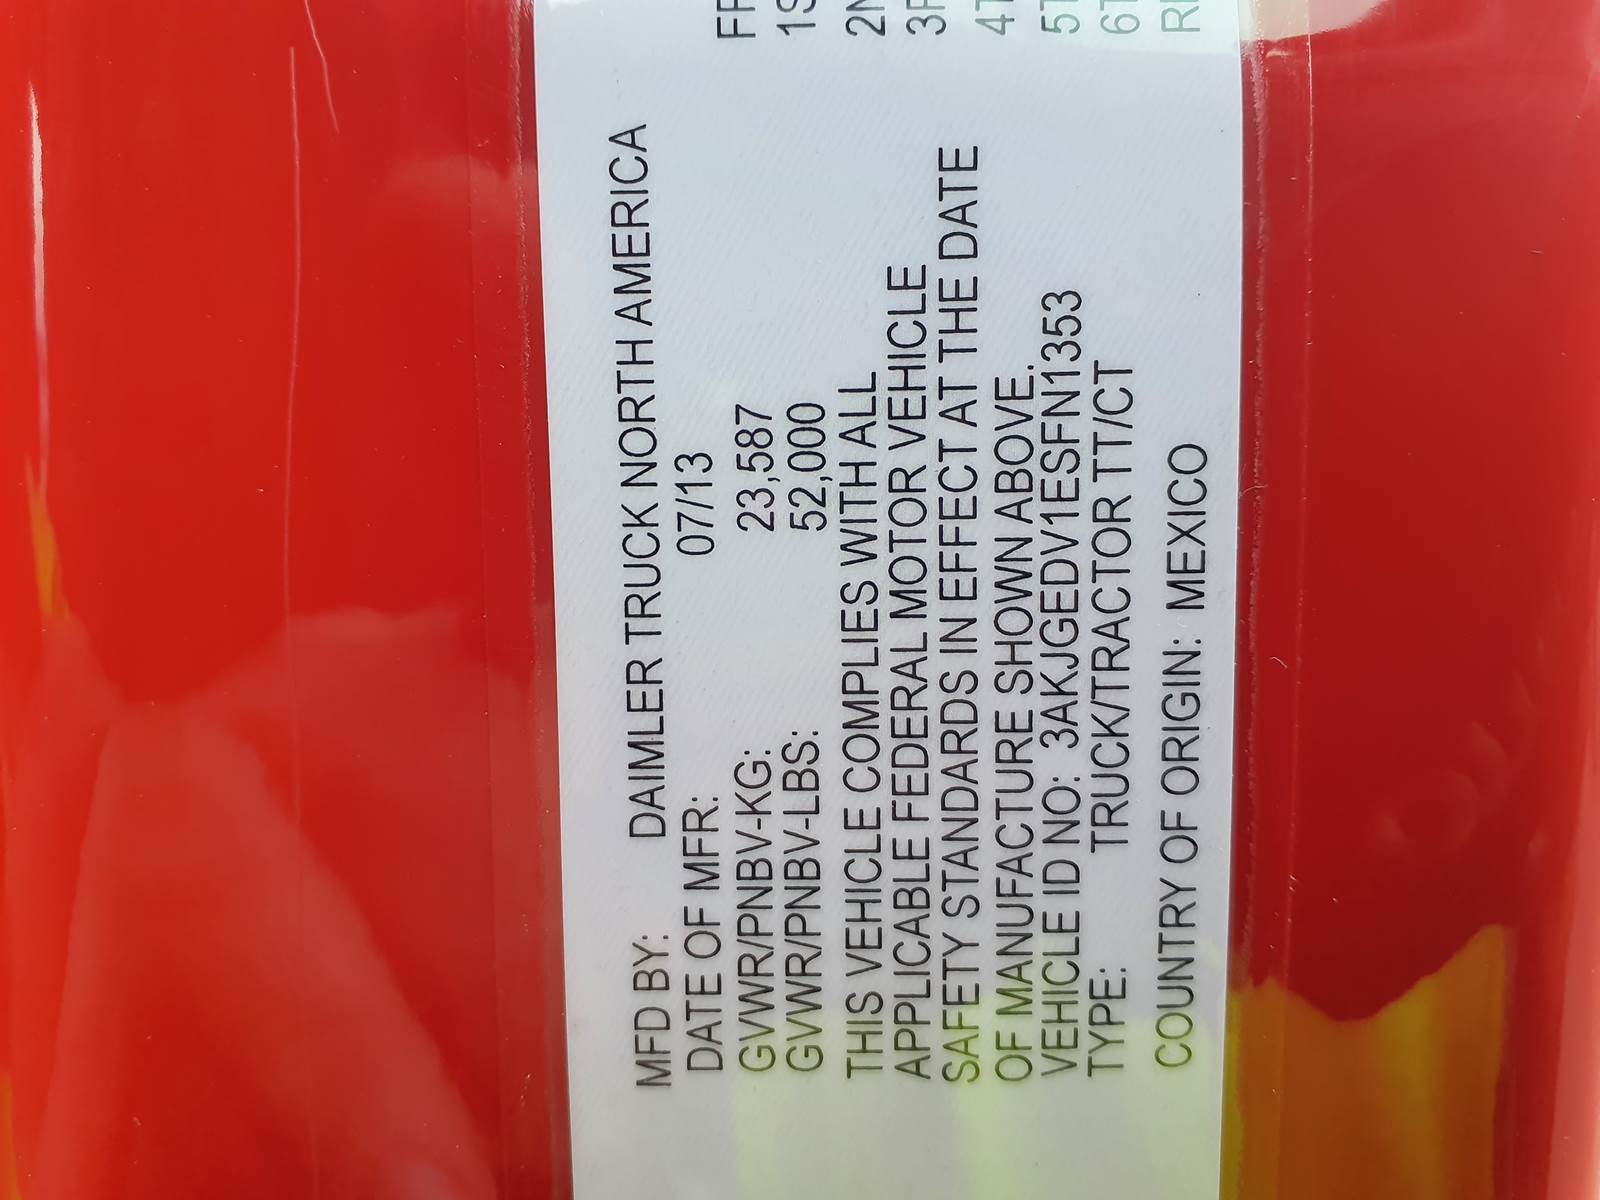 MFD BY: DAIMLER TRUCK NORTH AMERICA
DATE OF MFR: 07/13
GVWR/PNBV-KG: 23,587
GVWR/PNBV-LBS: 52,000
THIS VEHICLE COMPLIES WITH ALL
APPLICABLE FEDERAL MOTOR VEHICLE
SAFETY STANDARDS IN EFFECT AT THE DATE
OF MANUFACTURE SHOWN ABOVE.
VEHICLE ID NO: 3AKJGEDV1ESFN1353
TYPE: TRUCK/TRACTOR TT/CT
COUNTRY OF ORIGIN: MEXICO